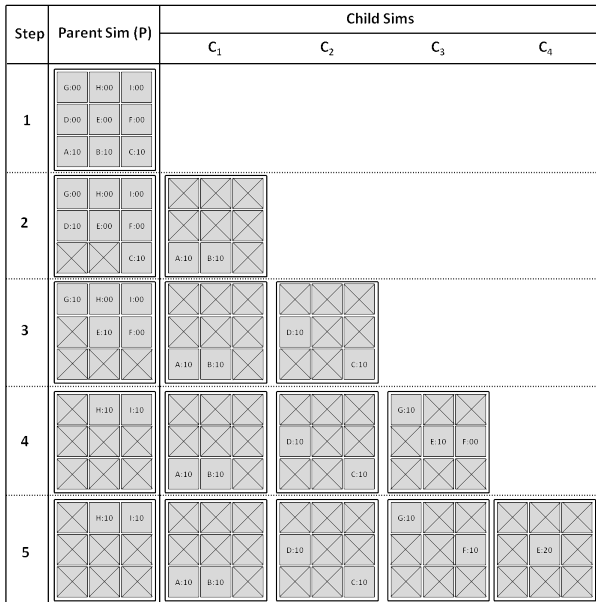 Step Parent Sim (P) Child Sims
C1 C2 C3 C4
G:00 H:00 I:00
1 D:00 E:00 F:00
A:10 B:10 C:10
G:00 H:00 I:00
2 D:10 E:00 F:00
C:10 A:10 B:10
G:10 H:00 I:00
3 E:10 F:00 D:10
A:10 B:10 C:10
H:10 I:10 G:10
4 D:10 E:10 F:00
A:10 B:10 C:10
H:10 I:10 G:10
5 D:10 F:10 E:20
A:10 B:10 C:10